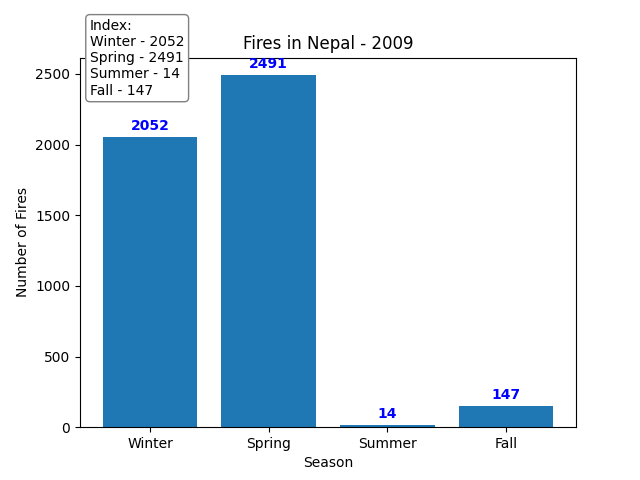 Index:
Winter - 2052
Spring - 2491
Summer - 14
Fall - 147
Fires in Nepal - 2009
2491
2052
14
147
2500
2000
1500
1000
500
0
Number of Fires
Winter Spring Summer Fall
Season